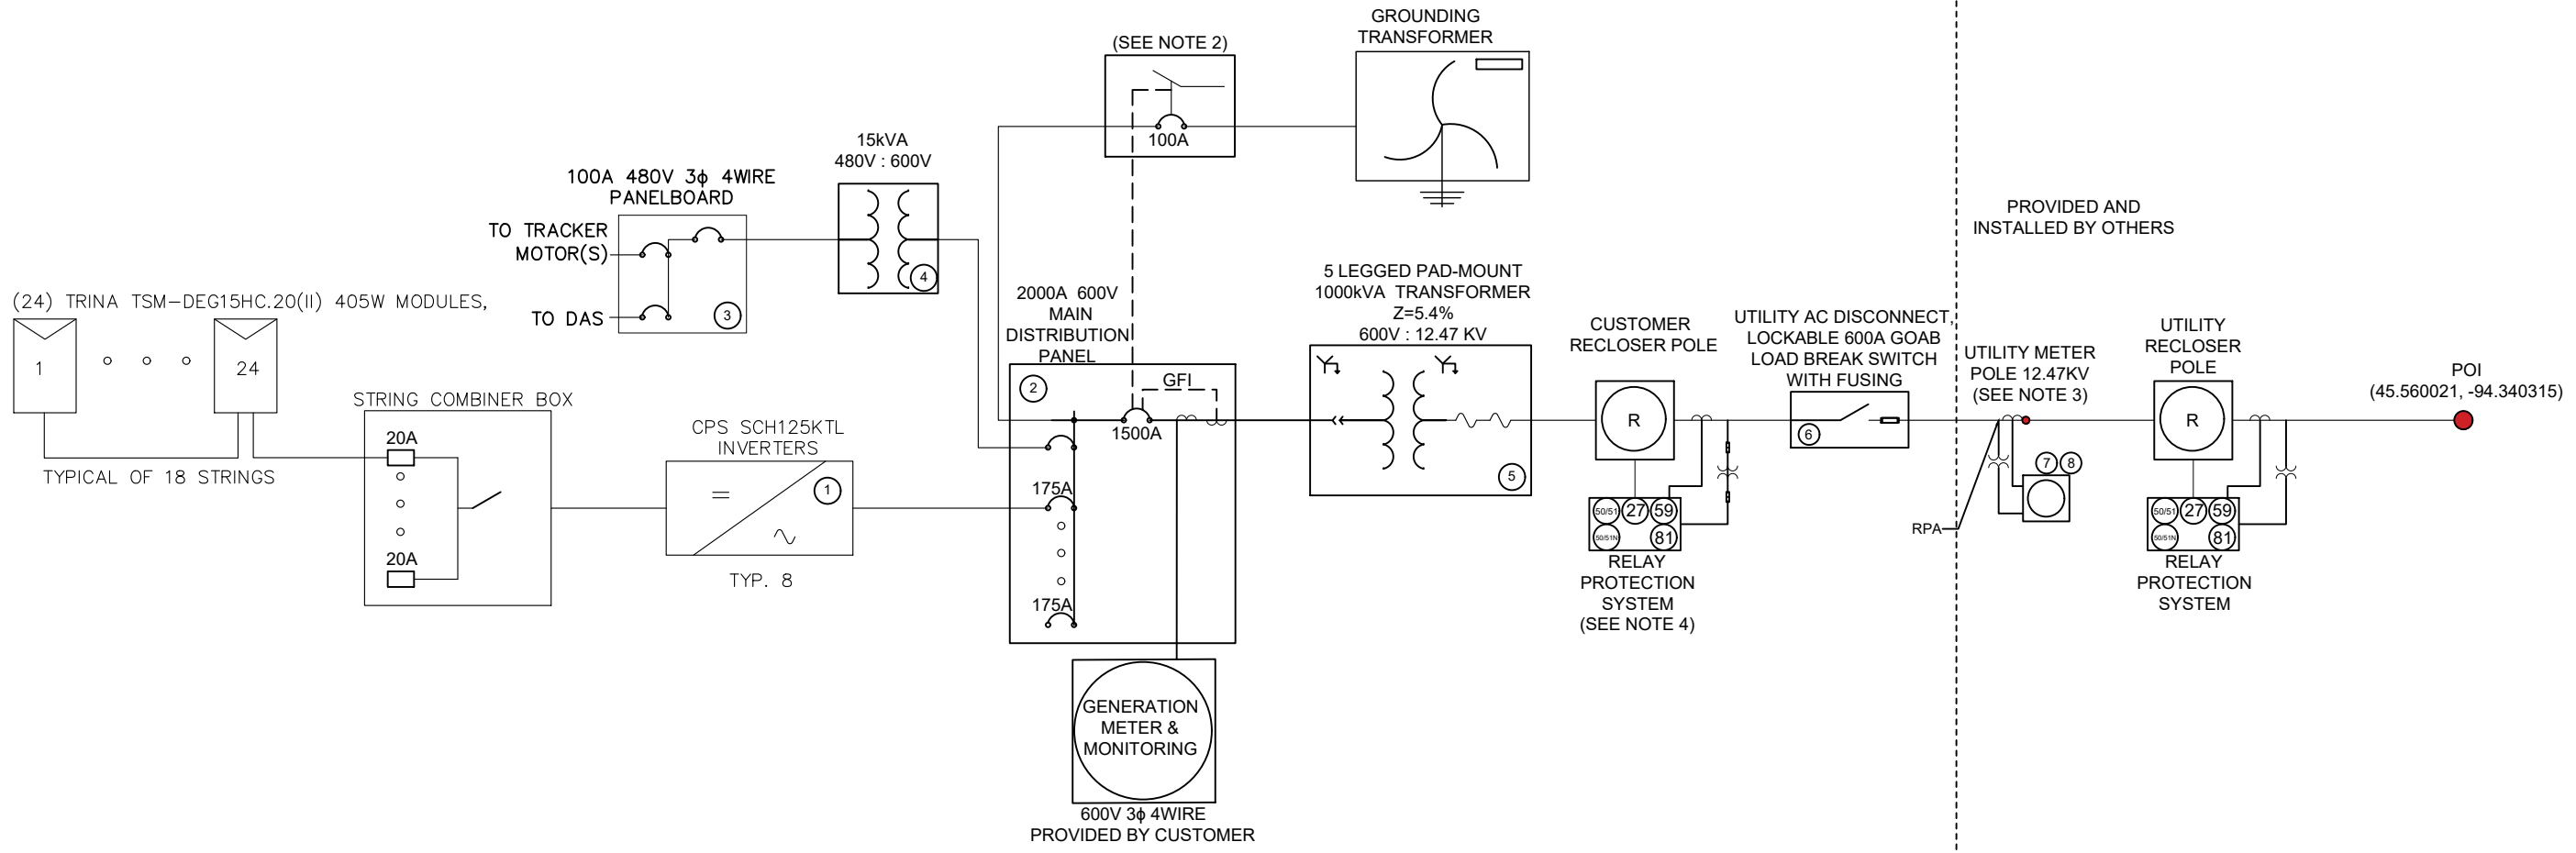 GROUNDING
TRANSFORMER
(SEE NOTE 2)
100A
15kVA
480V : 600V
4
100A 480V 3ϕ 4WIRE
PANELBOARD
TO TRACKER
MOTOR(S)
TO DAS
3
(24) TRINA TSM-DEG15HC.20(II) 405W MODULES,
1
24
TYPICAL OF 18 STRINGS
STRING COMBINER BOX
20A
20A
CPS SCH125KTL
INVERTERS
1
TYP. 8
2000A 600V
MAIN
DISTRIBUTION
PANEL
2
GFI
1500A
175A
175A
GENERATION
METER &
MONITORING
600V 3ϕ 4WIRE
PROVIDED BY CUSTOMER
5 LEGGED PAD-MOUNT
1000kVA TRANSFORMER
Z=5.4%
600V : 12.47 KV
5
CUSTOMER
RECLOSER POLE
R
50/51
27
59
50/51N
81
RELAY
PROTECTION
SYSTEM
(SEE NOTE 4)
UTILITY AC DISCONNECT,
LOCKABLE 600A GOAB
LOAD BREAK SWITCH
WITH FUSING
6
PROVIDED AND
INSTALLED BY OTHERS
UTILITY METER
POLE 12.47KV
(SEE NOTE 3)
7
8
RPA
UTILITY
RECLOSER
POLE
R
50/51
27
59
50/51N
81
RELAY
PROTECTION
SYSTEM
POI
(45.560021, -94.340315)